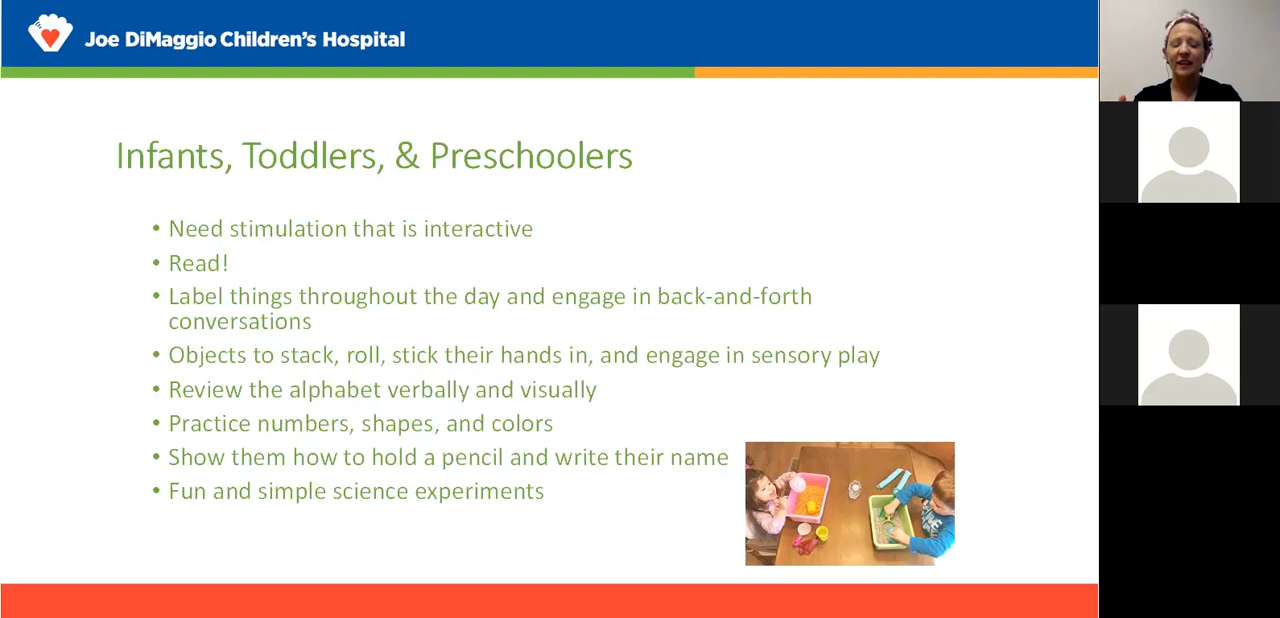 Joe DiMaggio Children's Hospital
Infants, Toddlers, & Preschoolers
• Need stimulation that is interactive
• Read!
• Label things throughout the day and engage in back-and-forth
conversations
• Objects to stack, roll, stick their hands in, and engage in sensory play
• Review the alphabet verbally and visually
• Practice numbers, shapes, and colors
• Show them how to hold a pencil and write their name
• Fun and simple science experiments